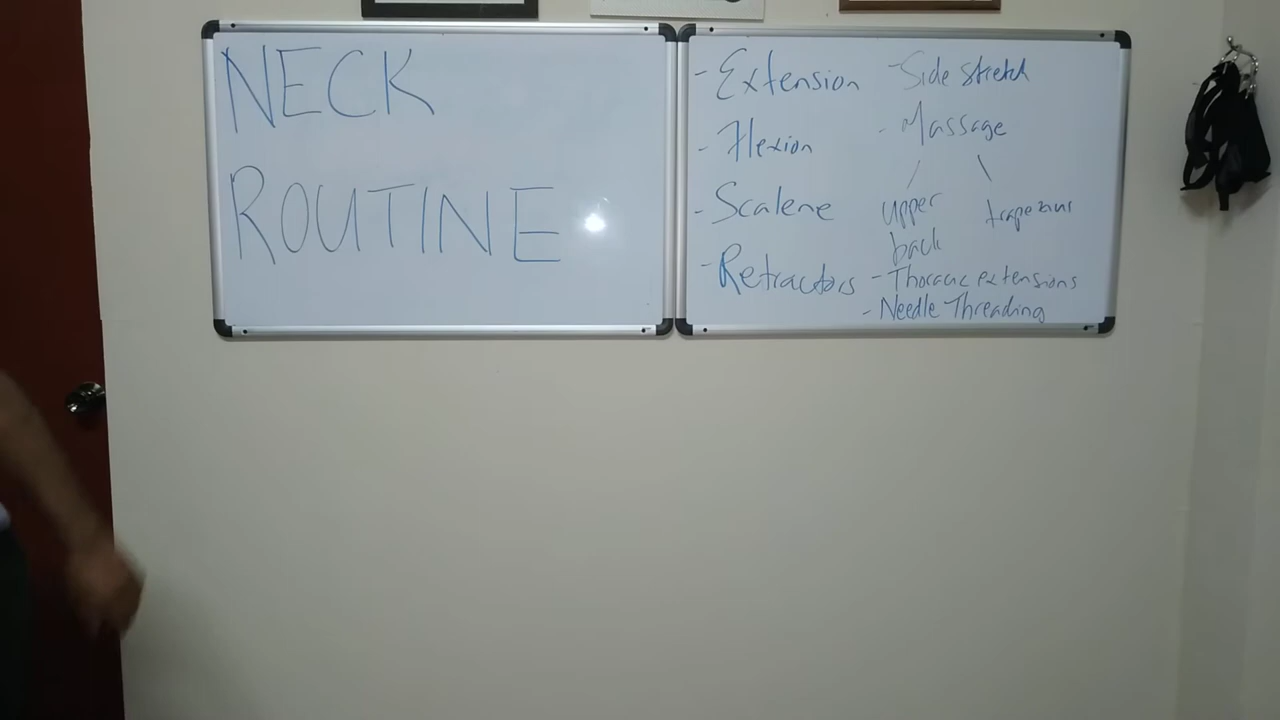 NECK
ROUTINE
- Extension
- Flexion
- Scalene
- Retractors
- Side stretch
- Massage
upper
back
trapezius
- Thoracic extensions
- Needle Threading